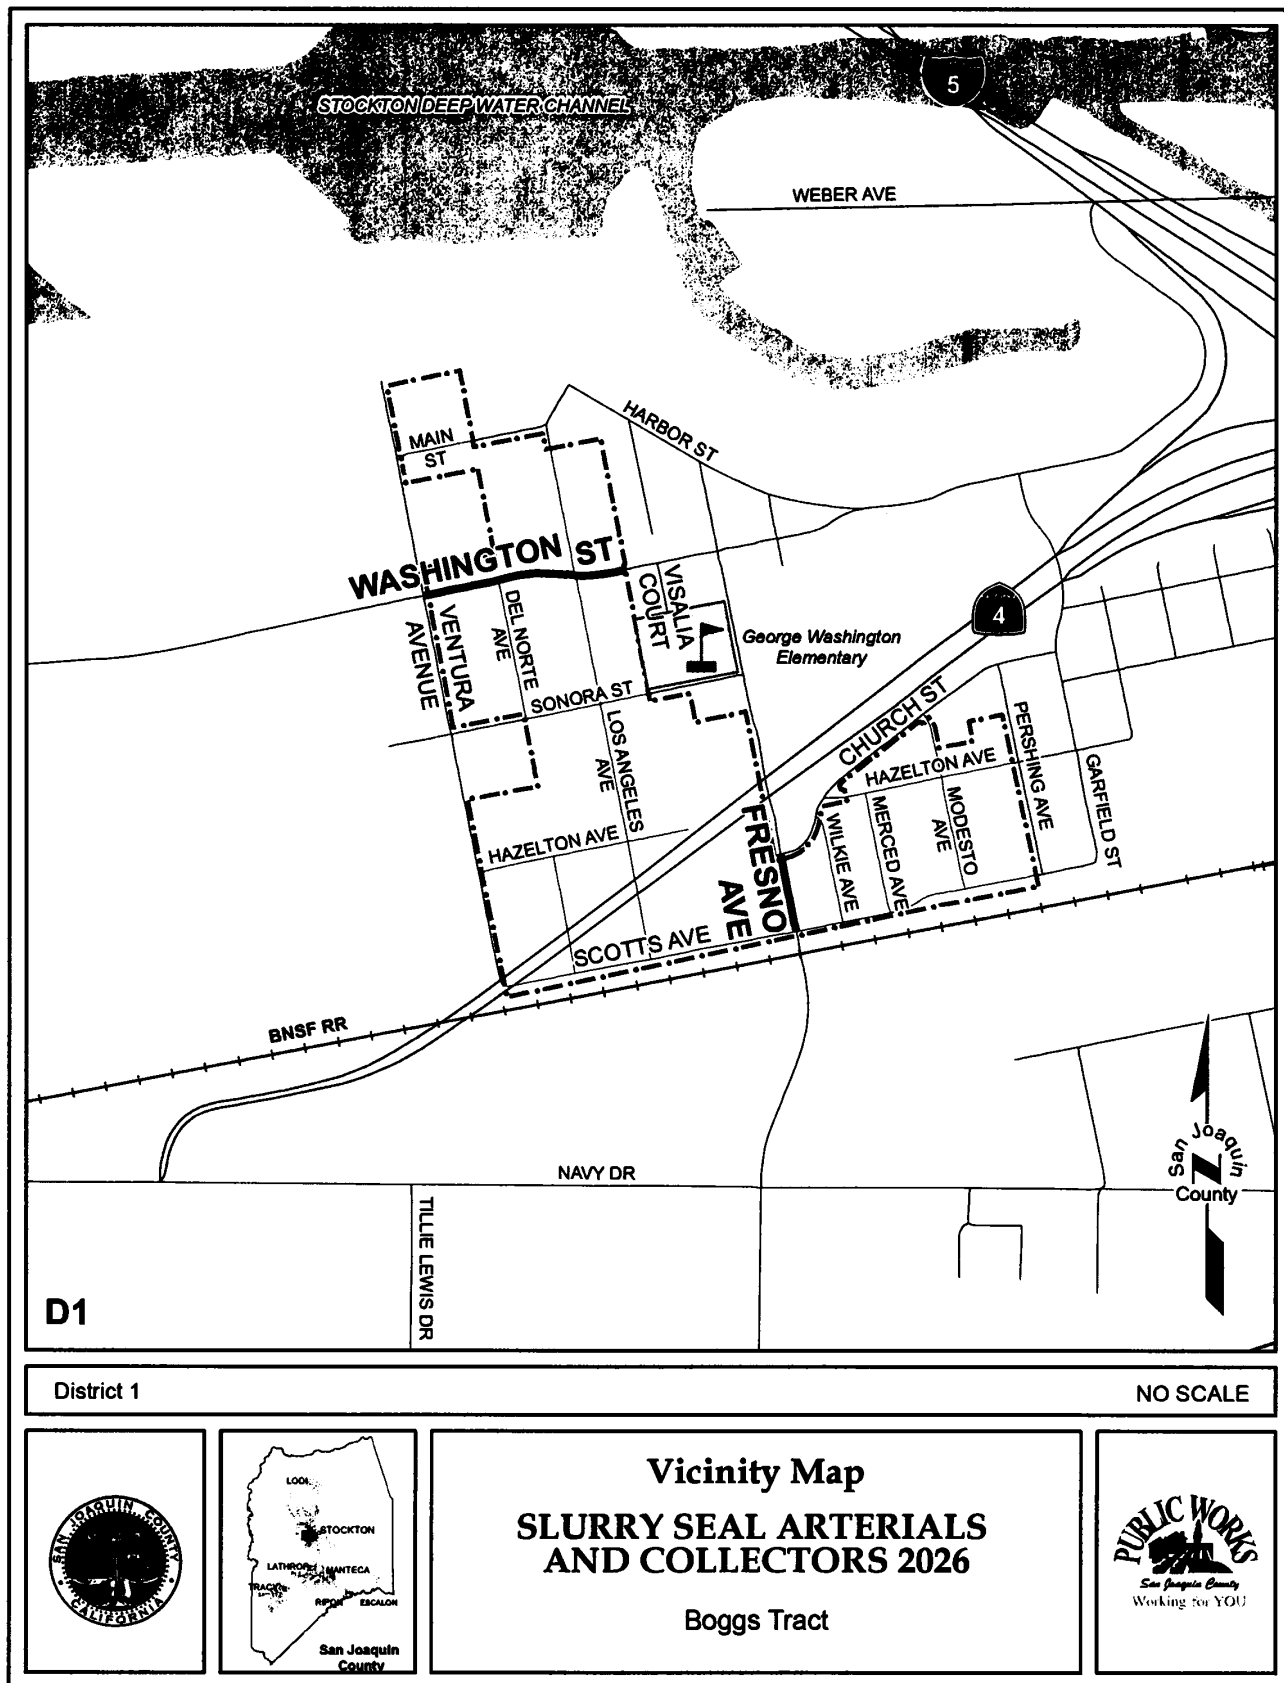 5
STOCKTON DEEP WATER CHANNEL
WEBER AVE
HARBOR ST
MAIN
ST
WASHINGTON ST
VISALIA
COURT
4
DEL NORTE
AVE
VENTURA
AVENUE
George Washington
Elementary
SONORA ST
CHURCH ST
LOS ANGELES
AVE
PERSHING AVE
HAZELTON AVE
GARFIELD ST
MODESTO
AVE
MERCED AVE
WILKIE AVE
FRESNO
AVE
HAZELTON AVE
SCOTTS AVE
BNSF RR
San Joaquin
N
County
NAVY DR
TILLIE LEWIS DR
D1
District 1
NO SCALE
SAN JOAQUIN COUNTY
CALIFORNIA
LODI
STOCKTON
LATHROP
MANTECA
TRACY
RIPON
ESCALON
San Joaquin
County
Vicinity Map
SLURRY SEAL ARTERIALS
AND COLLECTORS 2026
Boggs Tract
PUBLIC WORKS
San Joaquin County
Working for YOU